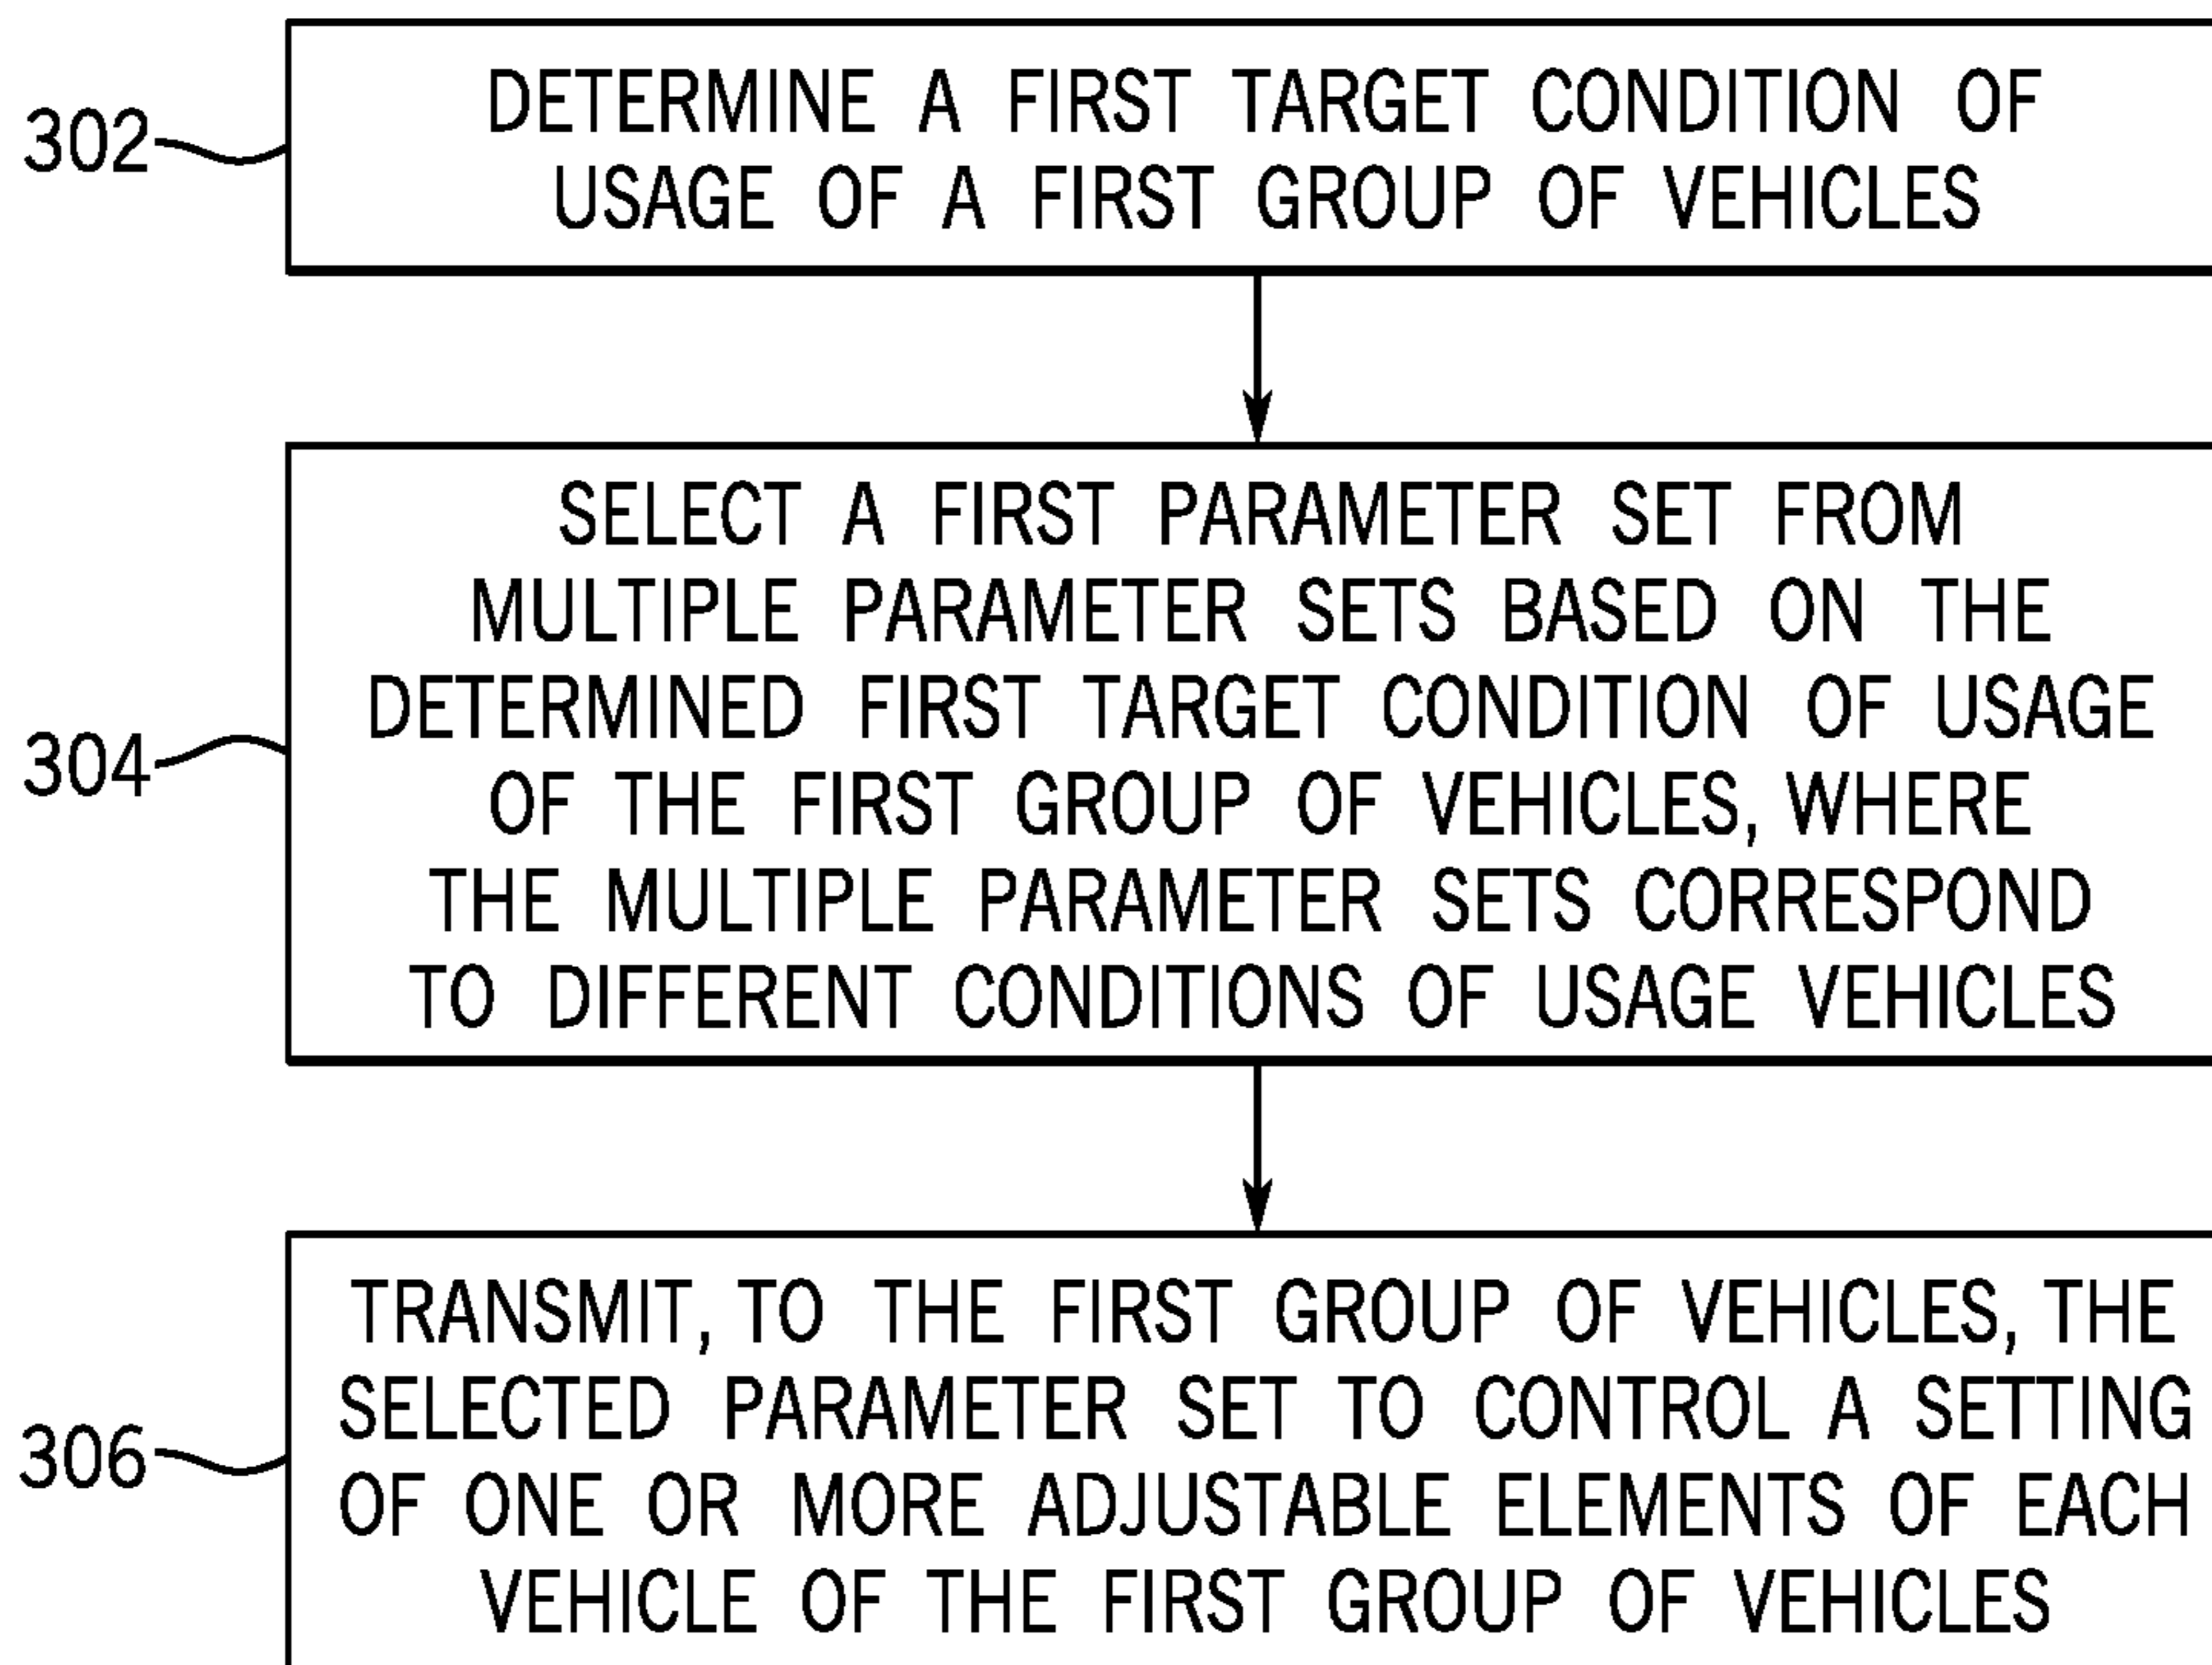 302
DETERMINE A FIRST TARGET CONDITION OF
USAGE OF A FIRST GROUP OF VEHICLES
304
SELECT A FIRST PARAMETER SET FROM
MULTIPLE PARAMETER SETS BASED ON THE
DETERMINED FIRST TARGET CONDITION OF USAGE
OF THE FIRST GROUP OF VEHICLES, WHERE
THE MULTIPLE PARAMETER SETS CORRESPOND
TO DIFFERENT CONDITIONS OF USAGE VEHICLES
306
TRANSMIT, TO THE FIRST GROUP OF VEHICLES, THE
SELECTED PARAMETER SET TO CONTROL A SETTING
OF ONE OR MORE ADJUSTABLE ELEMENTS OF EACH
VEHICLE OF THE FIRST GROUP OF VEHICLES